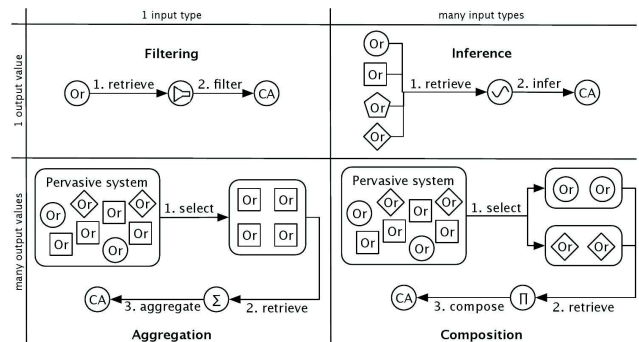 1 input type
many input types
1 output value
Filtering
Or
1. retrieve
2. filter
CA
Inference
Or
Or
Or
Or
1. retrieve
2. infer
CA
many output values
Pervasive system
Or
Or
Or
Or
Or
Or
Or
1. select
Or
Or
Or
Or
CA
3. aggregate
Σ
2. retrieve
Aggregation
Pervasive system
Or
Or
Or
Or
Or
Or
Or
1. select
Or
Or
Or
Or
CA
3. compose
Π
2. retrieve
Composition